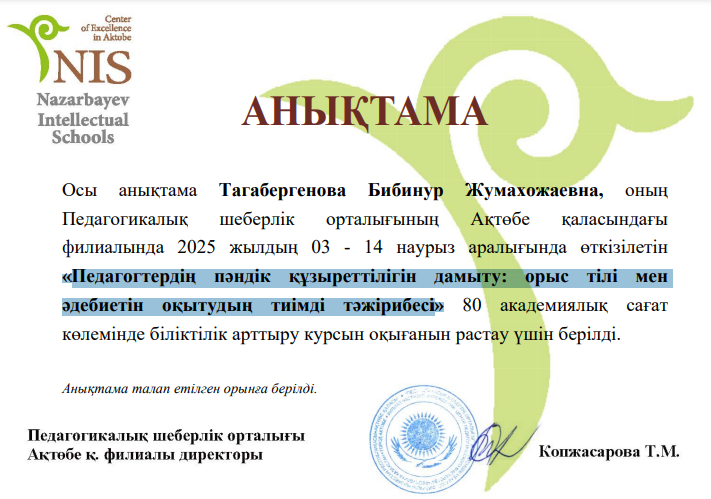 Center
of Excellence
in Aktobe
NIS
Nazarbayev
Intellectual
Schools
АНЫҚТАМА
Осы анықтама Тагабергенова Бибинур Жумахожаевна, оның
Педагогикалық шеберлік орталығының Ақтөбе қаласындағы
филиалында 2025 жылдың 03 - 14 наурыз аралығында өткізілетін
«Педагогтердің пәндік құзыреттілігін дамыту: орыс тілі мен
әдебиетін оқытудың тиімді тәжірибесі» 80 академиялық сағат
көлемінде біліктілік арттыру курсын оқығанын растау үшін берілді.
Анықтама талап етілген орынға берілді.
Педагогикалық шеберлік орталығы
Ақтөбе қ. филиалы директоры
Копжасарова Т.М.